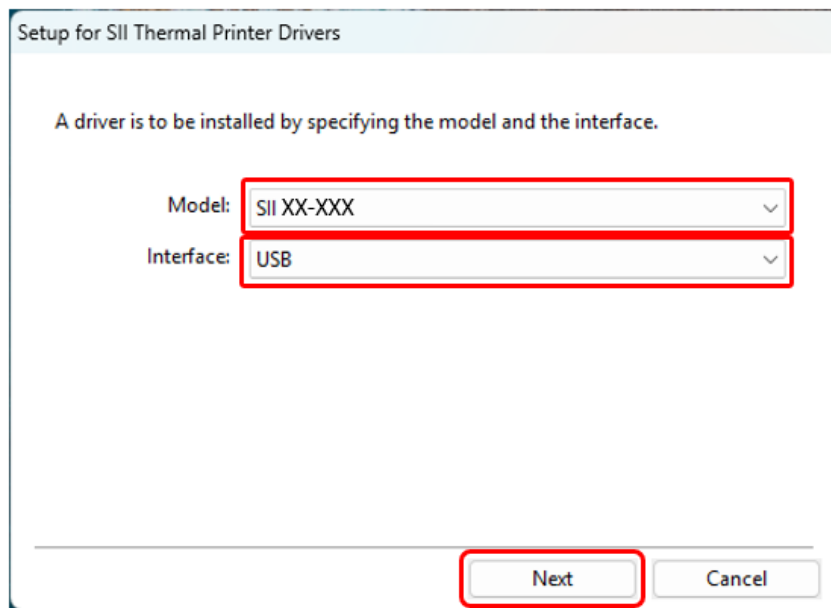 Setup for SII Thermal Printer Drivers
A driver is to be installed by specifying the model and the interface.
Model: SII XX-XXX
Interface: USB
Next Cancel